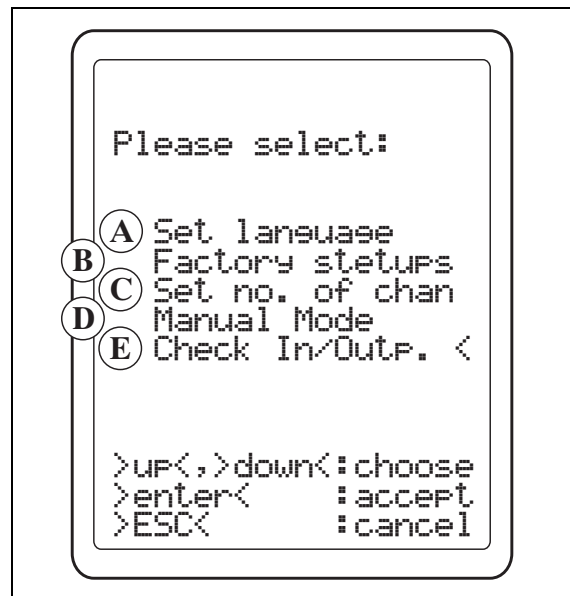 Please select:
A Set language
B Factory stetups
C Set no. of chan
D Manual Mode
E Check In/Outp. <
>up<,>down<:choose
>enter< :accept
>ESC< :cancel